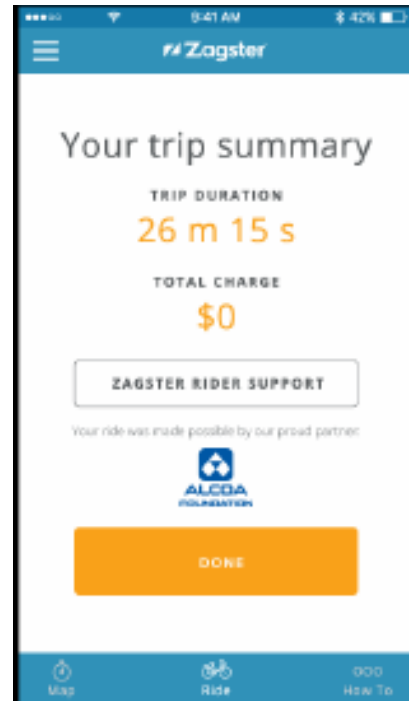 9:41 AM
42%
Zagster
Your trip summary
TRIP DURATION
26 m 15 s
TOTAL CHARGE
$0
ZAGSTER RIDER SUPPORT
Your ride was made possible by our proud partner:
ALCOA
FOUNDATION
DONE
Map Ride How To